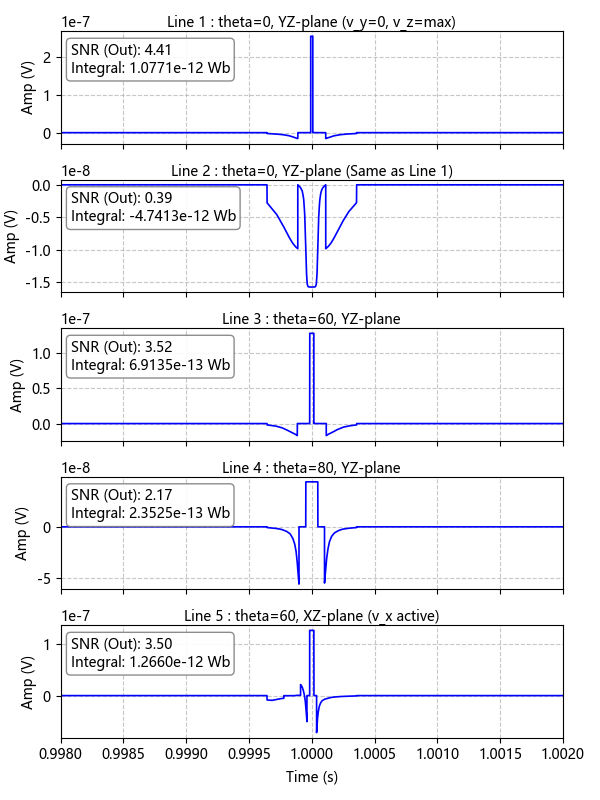 1e-7
Line 1 : theta=0, YZ-plane (v_y=0, v_z=max)
SNR (Out): 4.41
Integral: 1.0771e-12 Wb
Amp (V)
2
1
0
1e-8
Line 2 : theta=0, YZ-plane (Same as Line 1)
SNR (Out): 0.39
Integral: -4.7413e-12 Wb
Amp (V)
0.0
-0.5
-1.0
-1.5
1e-7
Line 3 : theta=60, YZ-plane
SNR (Out): 3.52
Integral: 6.9135e-13 Wb
Amp (V)
1.0
0.5
0.0
1e-8
Line 4 : theta=80, YZ-plane
SNR (Out): 2.17
Integral: 2.3525e-13 Wb
Amp (V)
0
-5
1e-7
Line 5 : theta=60, XZ-plane (v_x active)
SNR (Out): 3.50
Integral: 1.2660e-12 Wb
Amp (V)
1
0
0.9980 0.9985 0.9990 0.9995 1.0000 1.0005 1.0010 1.0015 1.0020
Time (s)